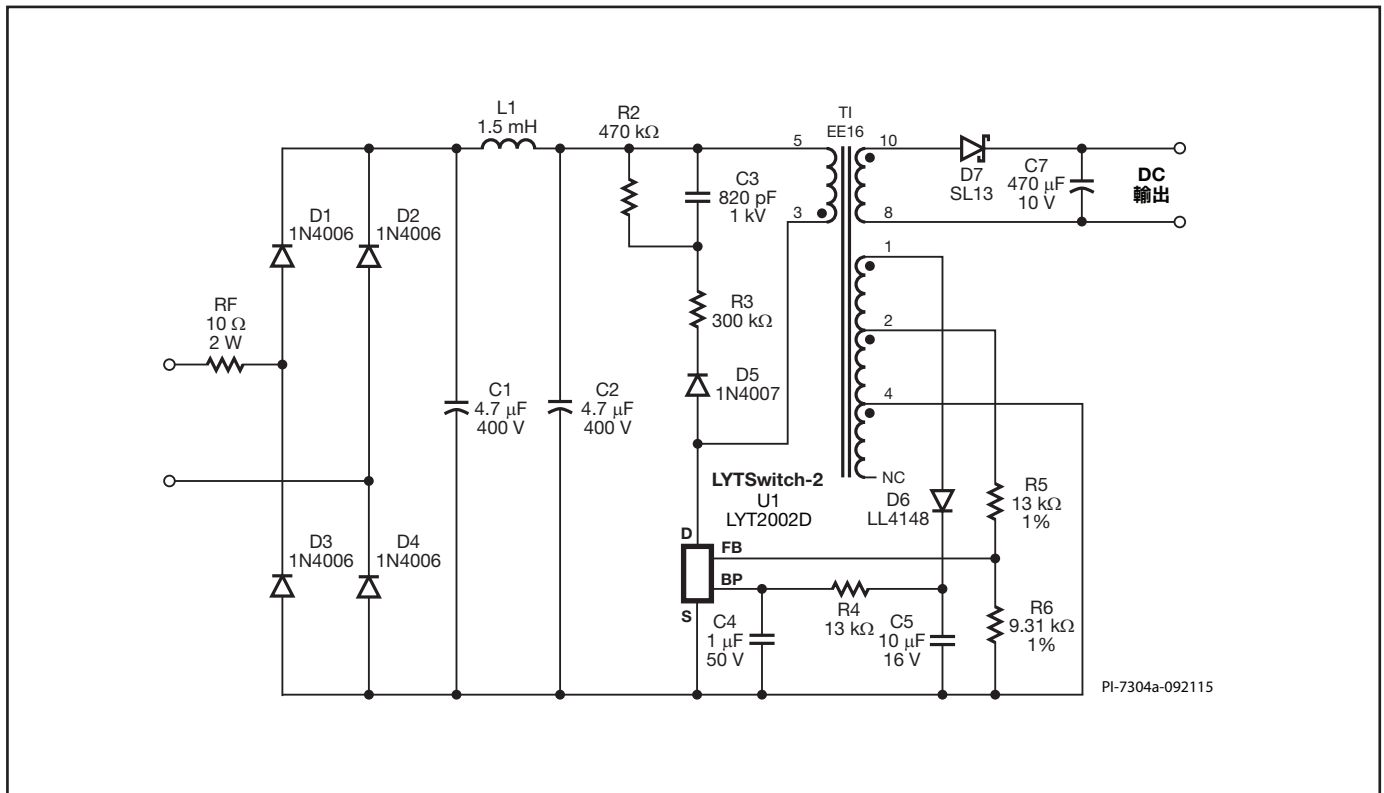 L1
1.5 mH
R2
470 kΩ
C3
820 pF
1 kV
R3
300 kΩ
D5
1N4007
TI
EE16
5
3
10
8
1
2
4
NC
D7
SL13
C7
470 µF
10 V
DC
輸出
D1
1N4006
D2
1N4006
RF
10 Ω
2 W
C1
4.7 µF
400 V
C2
4.7 µF
400 V
D3
1N4006
D4
1N4006
LYTSwitch-2
U1
LYT2002D
D
FB
BP
S
D6
LL4148
R5
13 kΩ
1%
R4
13 kΩ
C4
1 µF
50 V
C5
10 µF
16 V
R6
9.31 kΩ
1%
PI-7304a-092115